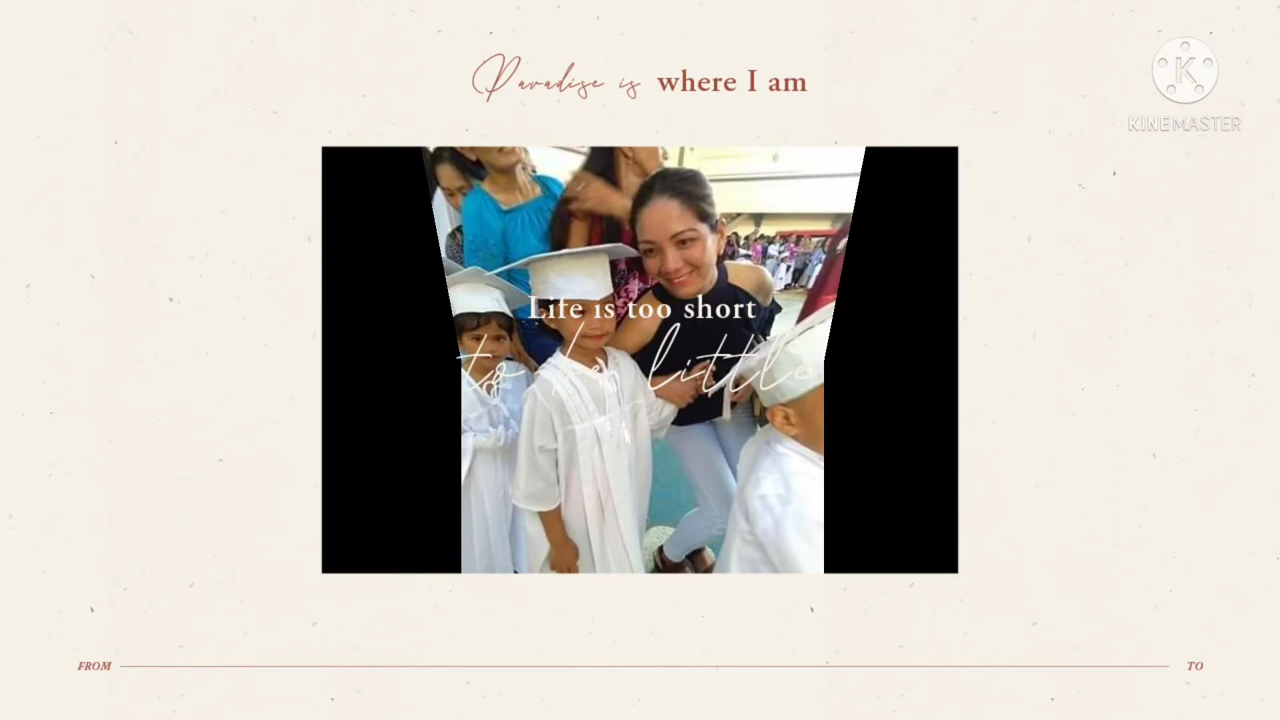 Paradise is where I am
KINEMASTER
Life is too short
to be little
FROM
TO